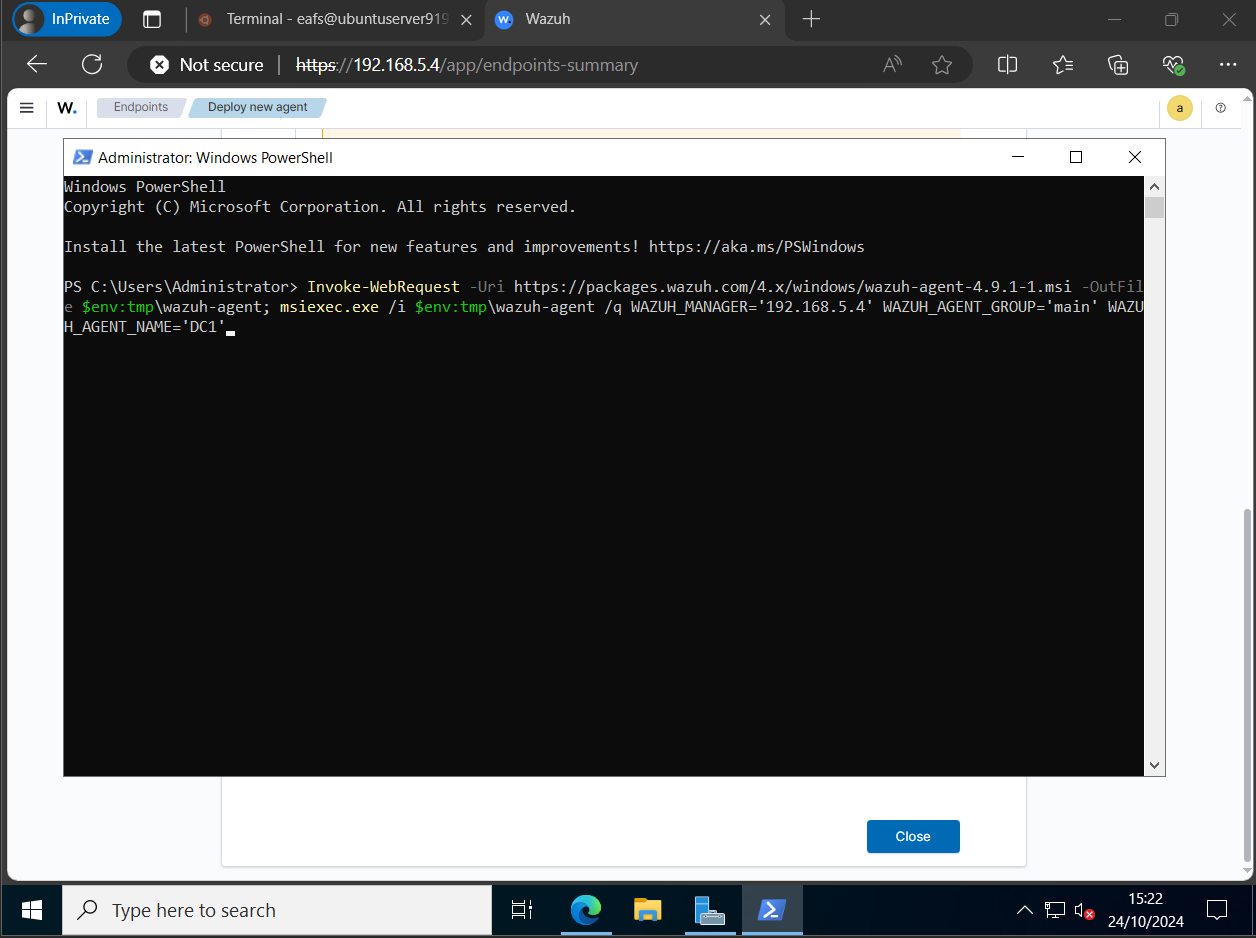 InPrivate
Terminal - eafs@ubuntuserver919
Wazuh
Not secure
https://192.168.5.4/app/endpoints-summary
W.
Endpoints
Deploy new agent
a
Administrator: Windows PowerShell
Windows PowerShell
Copyright (C) Microsoft Corporation. All rights reserved.
Install the latest PowerShell for new features and improvements! https://aka.ms/PSWindows
PS C:\Users\Administrator> Invoke-WebRequest -Uri https://packages.wazuh.com/4.x/windows/wazuh-agent-4.9.1-1.msi -OutFil
e $env:tmp\wazuh-agent; msiexec.exe /i $env:tmp\wazuh-agent /q WAZUH_MANAGER='192.168.5.4' WAZUH_AGENT_GROUP='main' WAZU
H_AGENT_NAME='DC1'
Close
Type here to search
15:22
24/10/2024